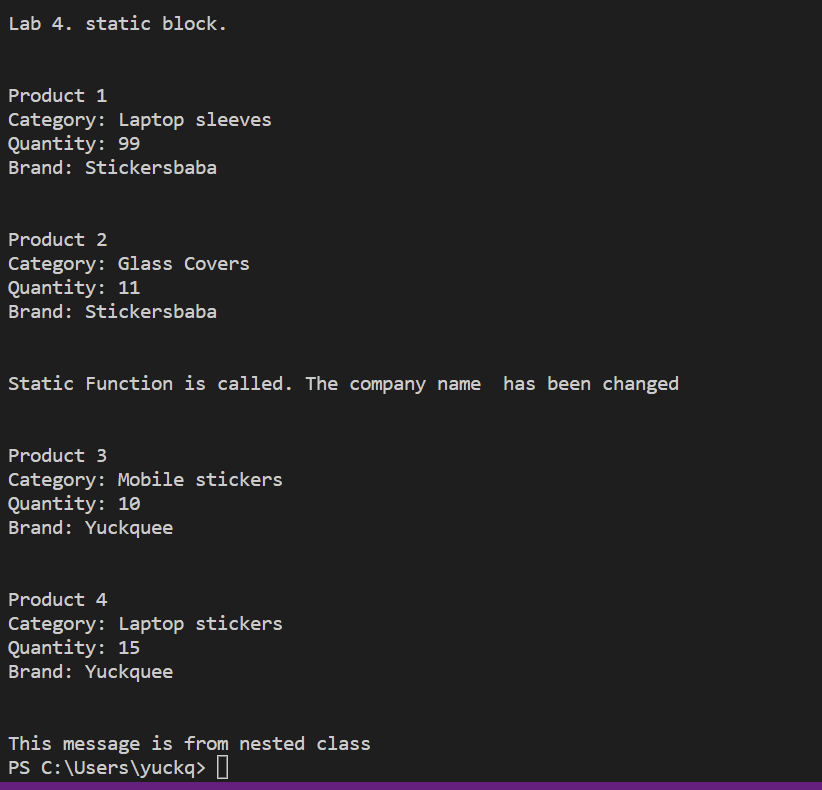 Lab 4. static block.
Product 1
Category: Laptop sleeves
Quantity: 99
Brand: Stickersbaba
Product 2
Category: Glass Covers
Quantity: 11
Brand: Stickersbaba
Static Function is called. The company name  has been changed
Product 3
Category: Mobile stickers
Quantity: 10
Brand: Yuckquee
Product 4
Category: Laptop stickers
Quantity: 15
Brand: Yuckquee
This message is from nested class
PS C:\Users\yuckq>